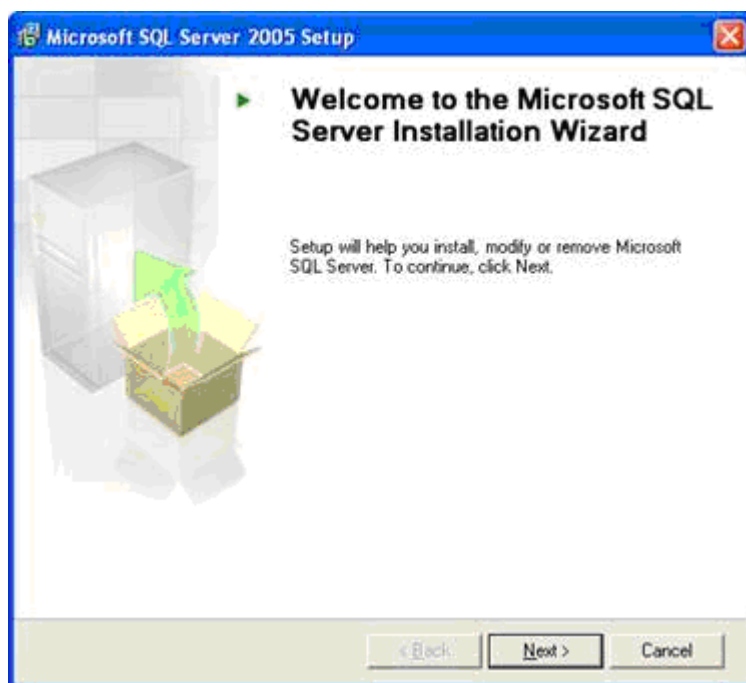 Microsoft SQL Server 2005 Setup
Welcome to the Microsoft SQL
Server Installation Wizard
Setup will help you install, modify or remove Microsoft
SQL Server. To continue, click Next.
< Back
Next >
Cancel